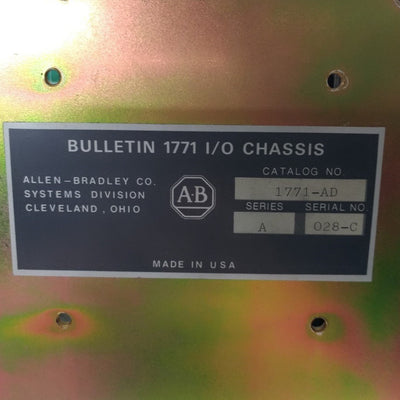 BULLETIN 1771 I/O CHASSIS
ALLEN-BRADLEY CO.
SYSTEMS DIVISION
CLEVELAND, OHIO
A-B
CATALOG NO
1771-AD
SERIES SERIAL NO.
A 028-C
MADE IN USA